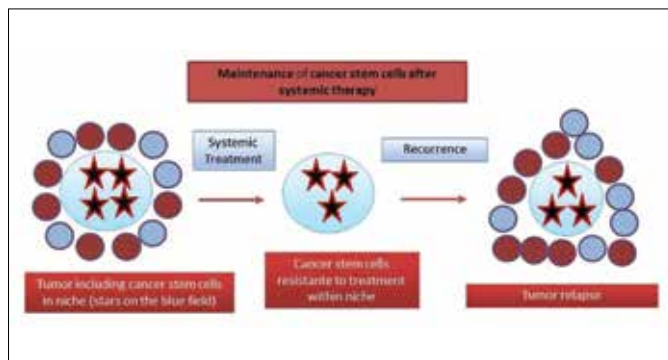 Maintenance of cancer stem cells after
systemic therapy
Systemic
Treatment
Recurrence
Tumor including cancer stem cells
in niche (stars on the blue field)
Cancer stem cells
resistante to treatment
within niche
Tumor relapse